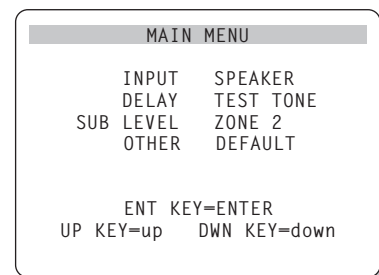 MAIN MENU
INPUT SPEAKER
DELAY TEST TONE
SUB LEVEL ZONE 2
OTHER DEFAULT
ENT KEY=ENTER
UP KEY=up DWN KEY=down